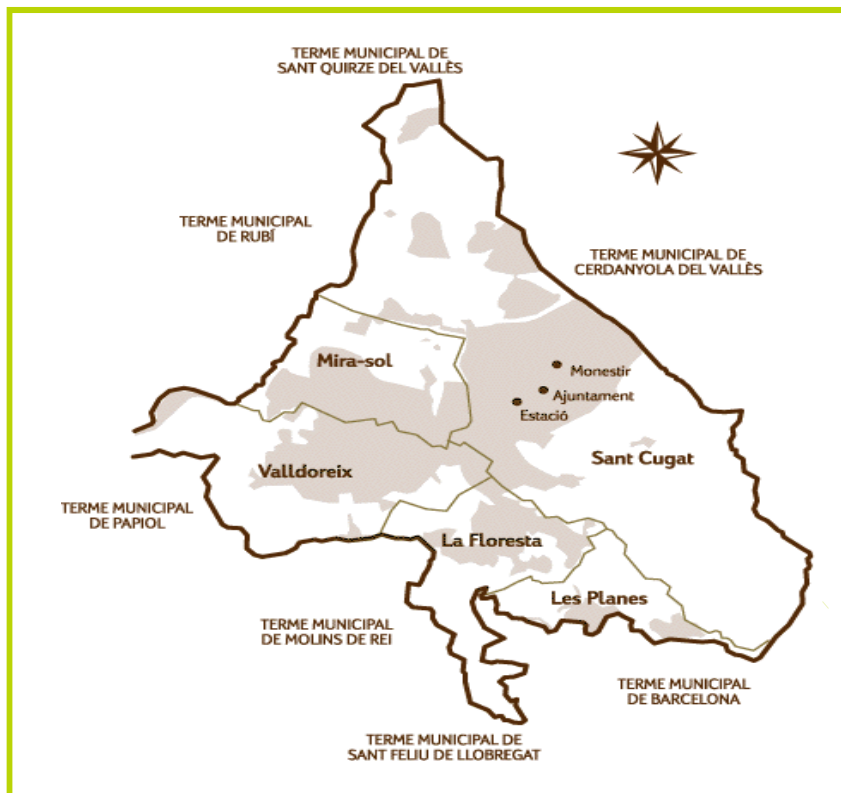 TERME MUNICIPAL DE
SANT QUIRZE DEL VALLÈS
TERME MUNICIPAL
DE RUBÍ
TERME MUNICIPAL DE
CERDANYOLA DEL VALLÈS
Mira-sol
Monestir
Ajuntament
Estació
Valldoreix
Sant Cugat
TERME MUNICIPAL
DE PAPIOL
La Floresta
Les Planes
TERME MUNICIPAL
DE MOLINS DE REI
TERME MUNICIPAL
DE BARCELONA
TERME MUNICIPAL DE
SANT FELIU DE LLOBREGAT